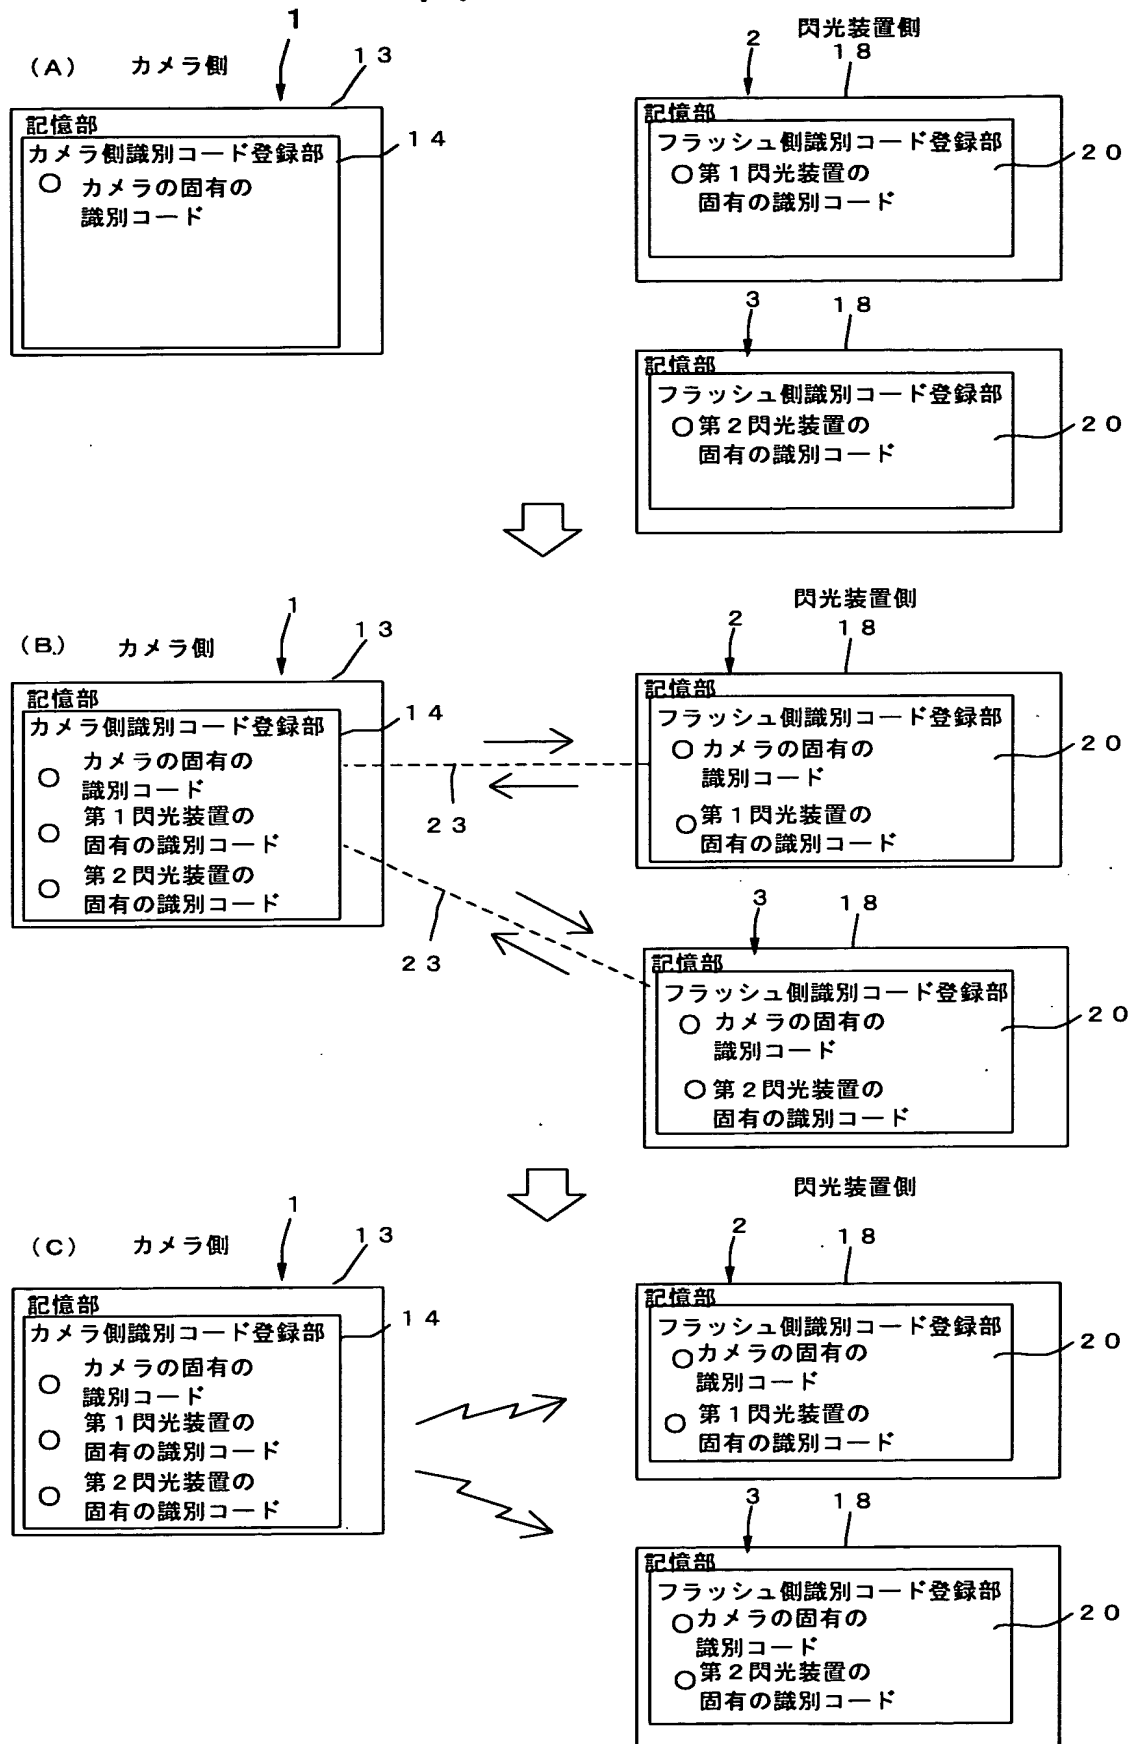 1
閃光装置側
(A) カメラ側
13
2
18
記憶部
カメラ側識別コード登録部
14
○ カメラの固有の
識別コード
記憶部
フラッシュ側識別コード登録部
○第1閃光装置の
固有の識別コード
20
3
18
記憶部
フラッシュ側識別コード登録部
○第2閃光装置の
固有の識別コード
20
閃光装置側
(B) カメラ側
1
13
2
18
記憶部
カメラ側識別コード登録部
14
○ カメラの固有の
識別コード
○ 第1閃光装置の
固有の識別コード
○ 第2閃光装置の
固有の識別コード
23
23
記憶部
フラッシュ側識別コード登録部
○ カメラの固有の
識別コード
○ 第1閃光装置の
固有の識別コード
20
3
18
記憶部
フラッシュ側識別コード登録部
○ カメラの固有の
識別コード
○ 第2閃光装置の
固有の識別コード
20
閃光装置側
(C) カメラ側
1
13
2
18
記憶部
カメラ側識別コード登録部
14
○ カメラの固有の
識別コード
○ 第1閃光装置の
固有の識別コード
○ 第2閃光装置の
固有の識別コード
記憶部
フラッシュ側識別コード登録部
○カメラの固有の
識別コード
○ 第1閃光装置の
固有の識別コード
20
3
18
記憶部
フラッシュ側識別コード登録部
○カメラの固有の
識別コード
○第2閃光装置の
固有の識別コード
20